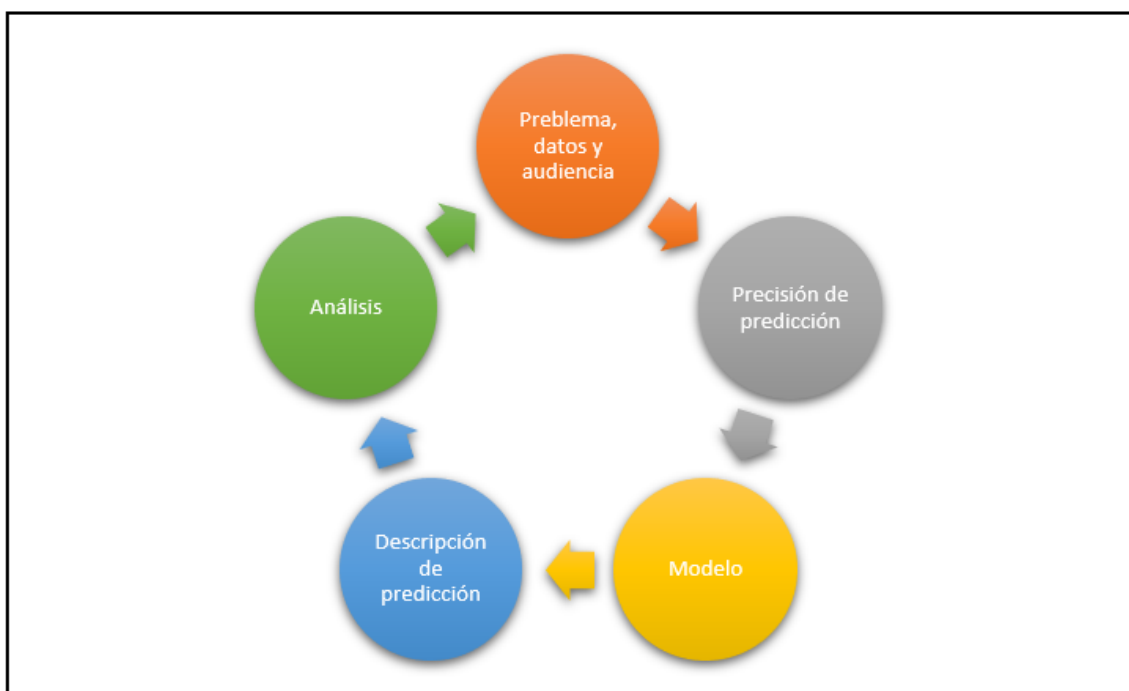 Preblema,
datos y
audiencia
Precisión de
predicción
Modelo
Descripción
de
predicción
Análisis